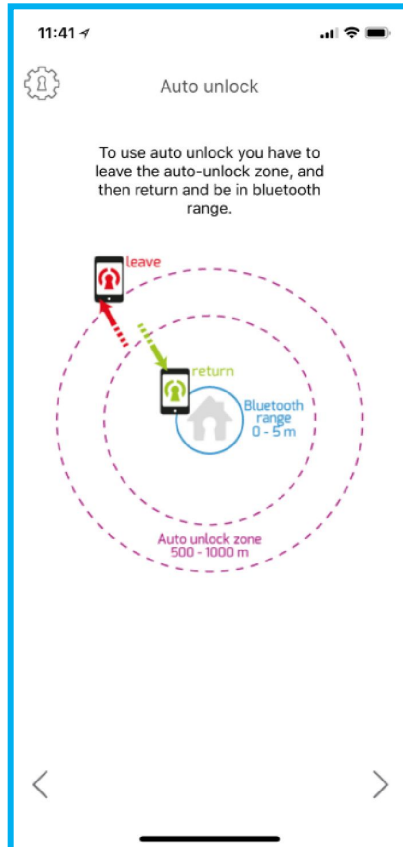 11:41
Auto unlock
To use auto unlock you have to
leave the auto-unlock zone, and
then return and be in bluetooth
range.
leave
return
Bluetooth
range
0 - 5 m
Auto unlock zone
500 - 1000 m